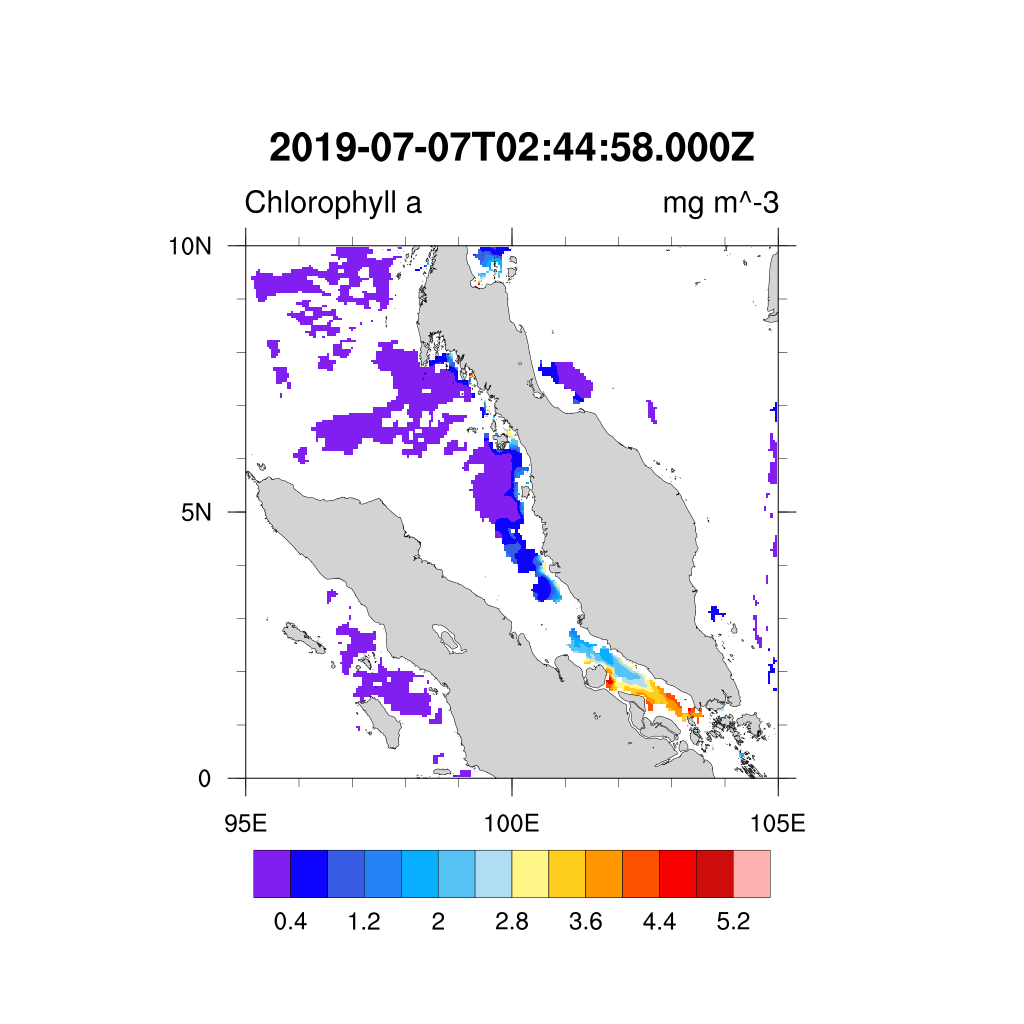 2019-07-07T02:44:58.000Z
Chlorophyll a mg m^-3
10N
5N
0
95E 100E 105E
0.4 1.2 2 2.8 3.6 4.4 5.2